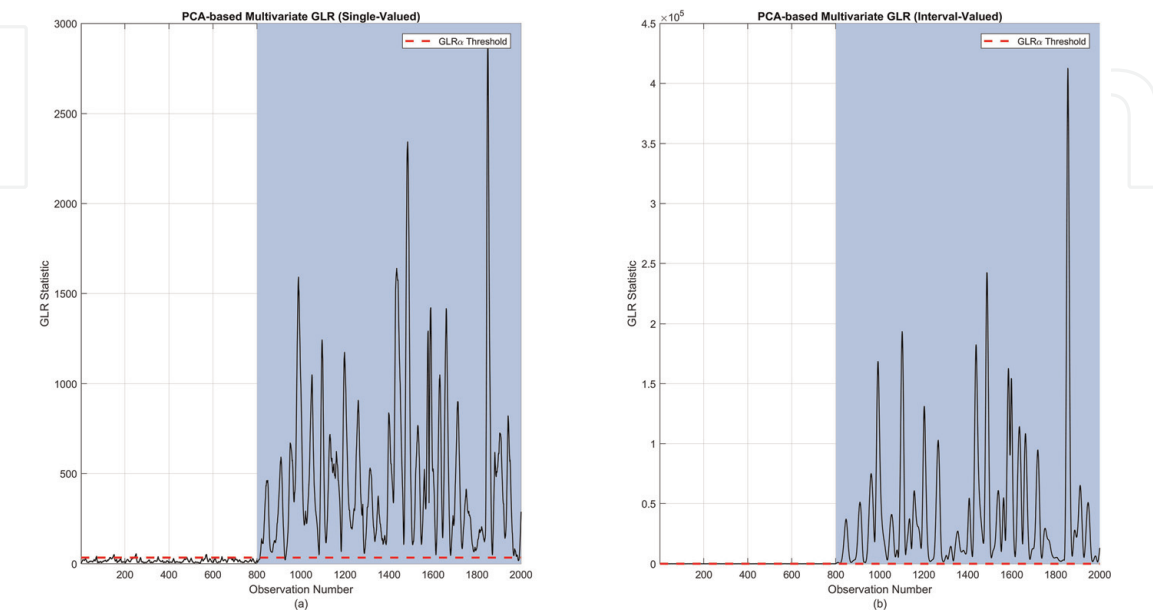 PCA-based Multivariate GLR (Single-Valued)
GLRα Threshold
3000
2500
2000
1500
1000
500
0
GLR Statistic
200 400 600 800 1000 1200 1400 1600 1800 2000
Observation Number
(a)
PCA-based Multivariate GLR (Interval-Valued)
×10⁵
GLRα Threshold
4.5
4
3.5
3
2.5
2
1.5
1
0.5
0
GLR Statistic
200 400 600 800 1000 1200 1400 1600 1800 2000
Observation Number
(b)